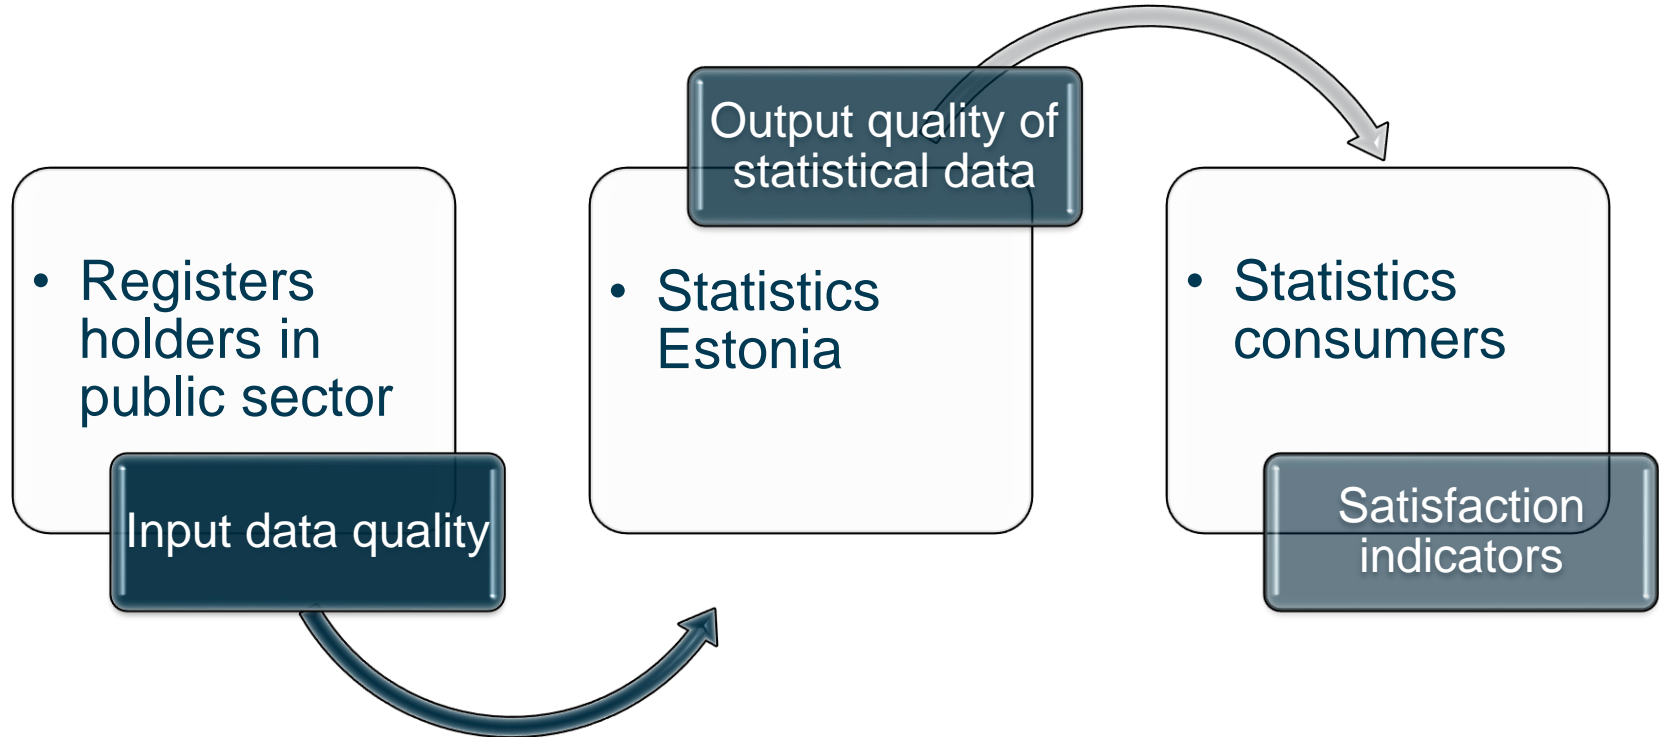 • Registers
holders in
public sector
Input data quality
Output quality of
statistical data
• Statistics
Estonia
• Statistics
consumers
Satisfaction
indicators